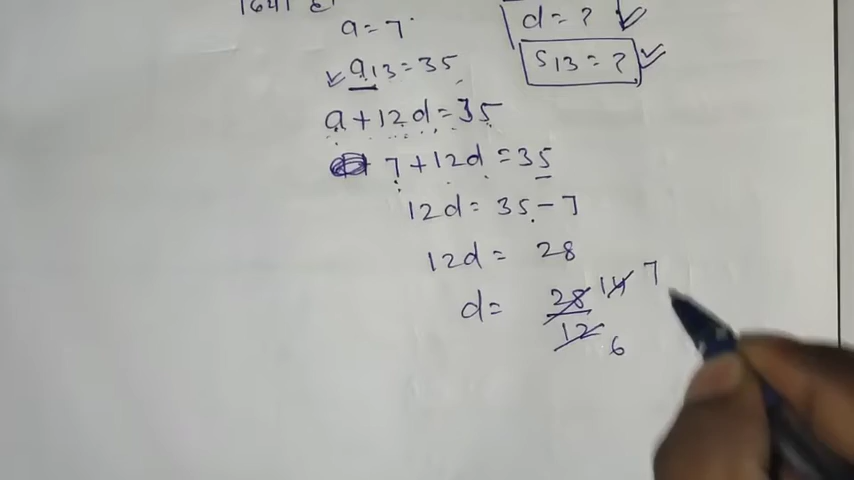 a = 7
a13 = 35
a + 12d = 35
7 + 12d = 35
12d = 35 - 7
12d = 28
d = 28/12 14 7
6
d = ?
S13 = ?